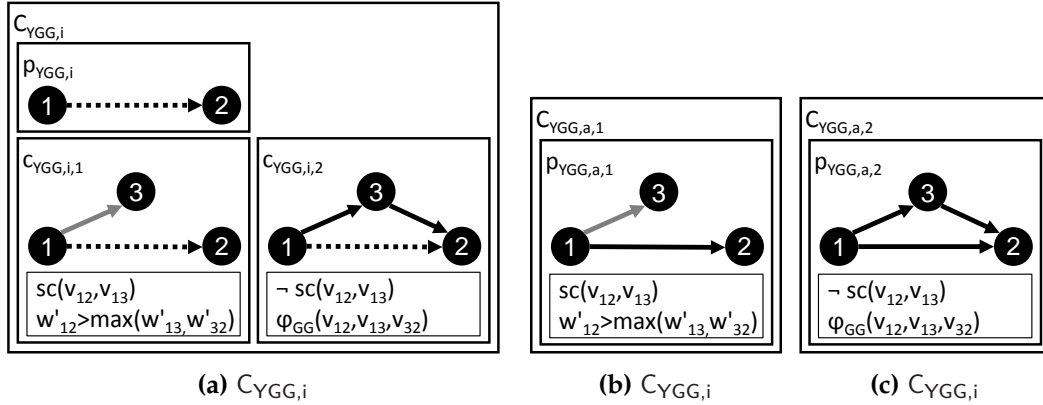 C_YGG,i
p_YGG,i
1 2
c_YGG,i,1
3
1 2
sc(v_12,v_13)
w'_12>max(w'_13,w'_32)
c_YGG,i,2
3
1 2
¬ sc(v_12,v_13)
φ_GG(v_12,v_13,v_32)
(a) C_YGG,i
C_YGG,a,1
p_YGG,a,1
3
1 2
sc(v_12,v_13)
w'_12>max(w'_13,w'_32)
(b) C_YGG,i
C_YGG,a,2
p_YGG,a,2
3
1 2
¬ sc(v_12,v_13)
φ_GG(v_12,v_13,v_32)
(c) C_YGG,i